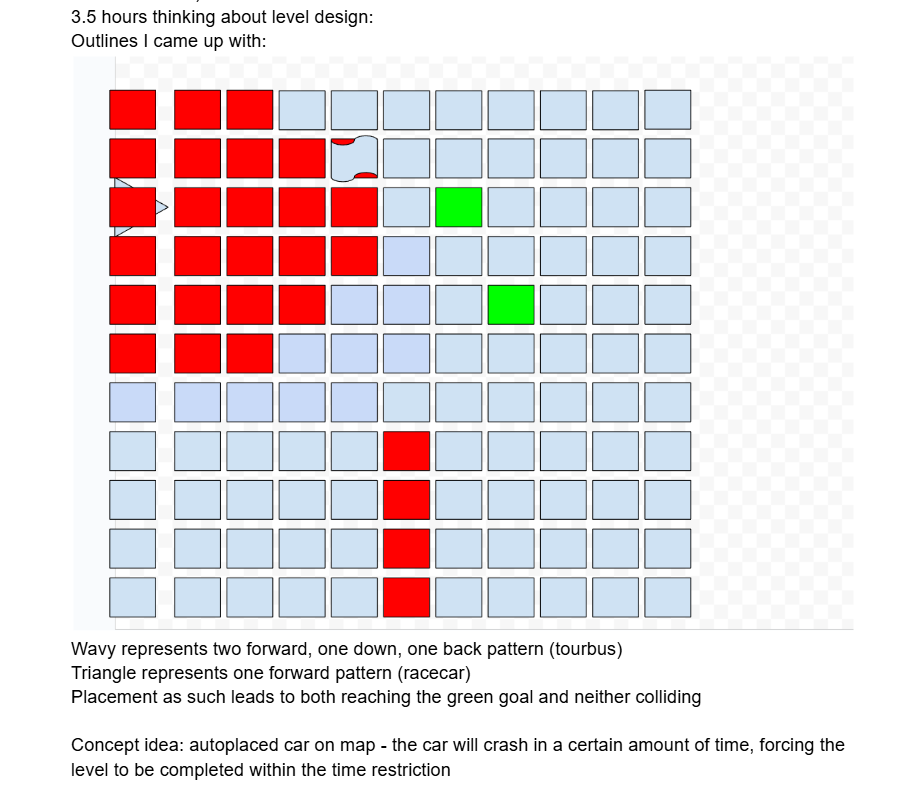 3.5 hours thinking about level design:
Outlines I came up with:
Wavy represents two forward, one down, one back pattern (tourbus)
Triangle represents one forward pattern (racecar)
Placement as such leads to both reaching the green goal and neither colliding
Concept idea: autoplaced car on map - the car will crash in a certain amount of time, forcing the
level to be completed within the time restriction